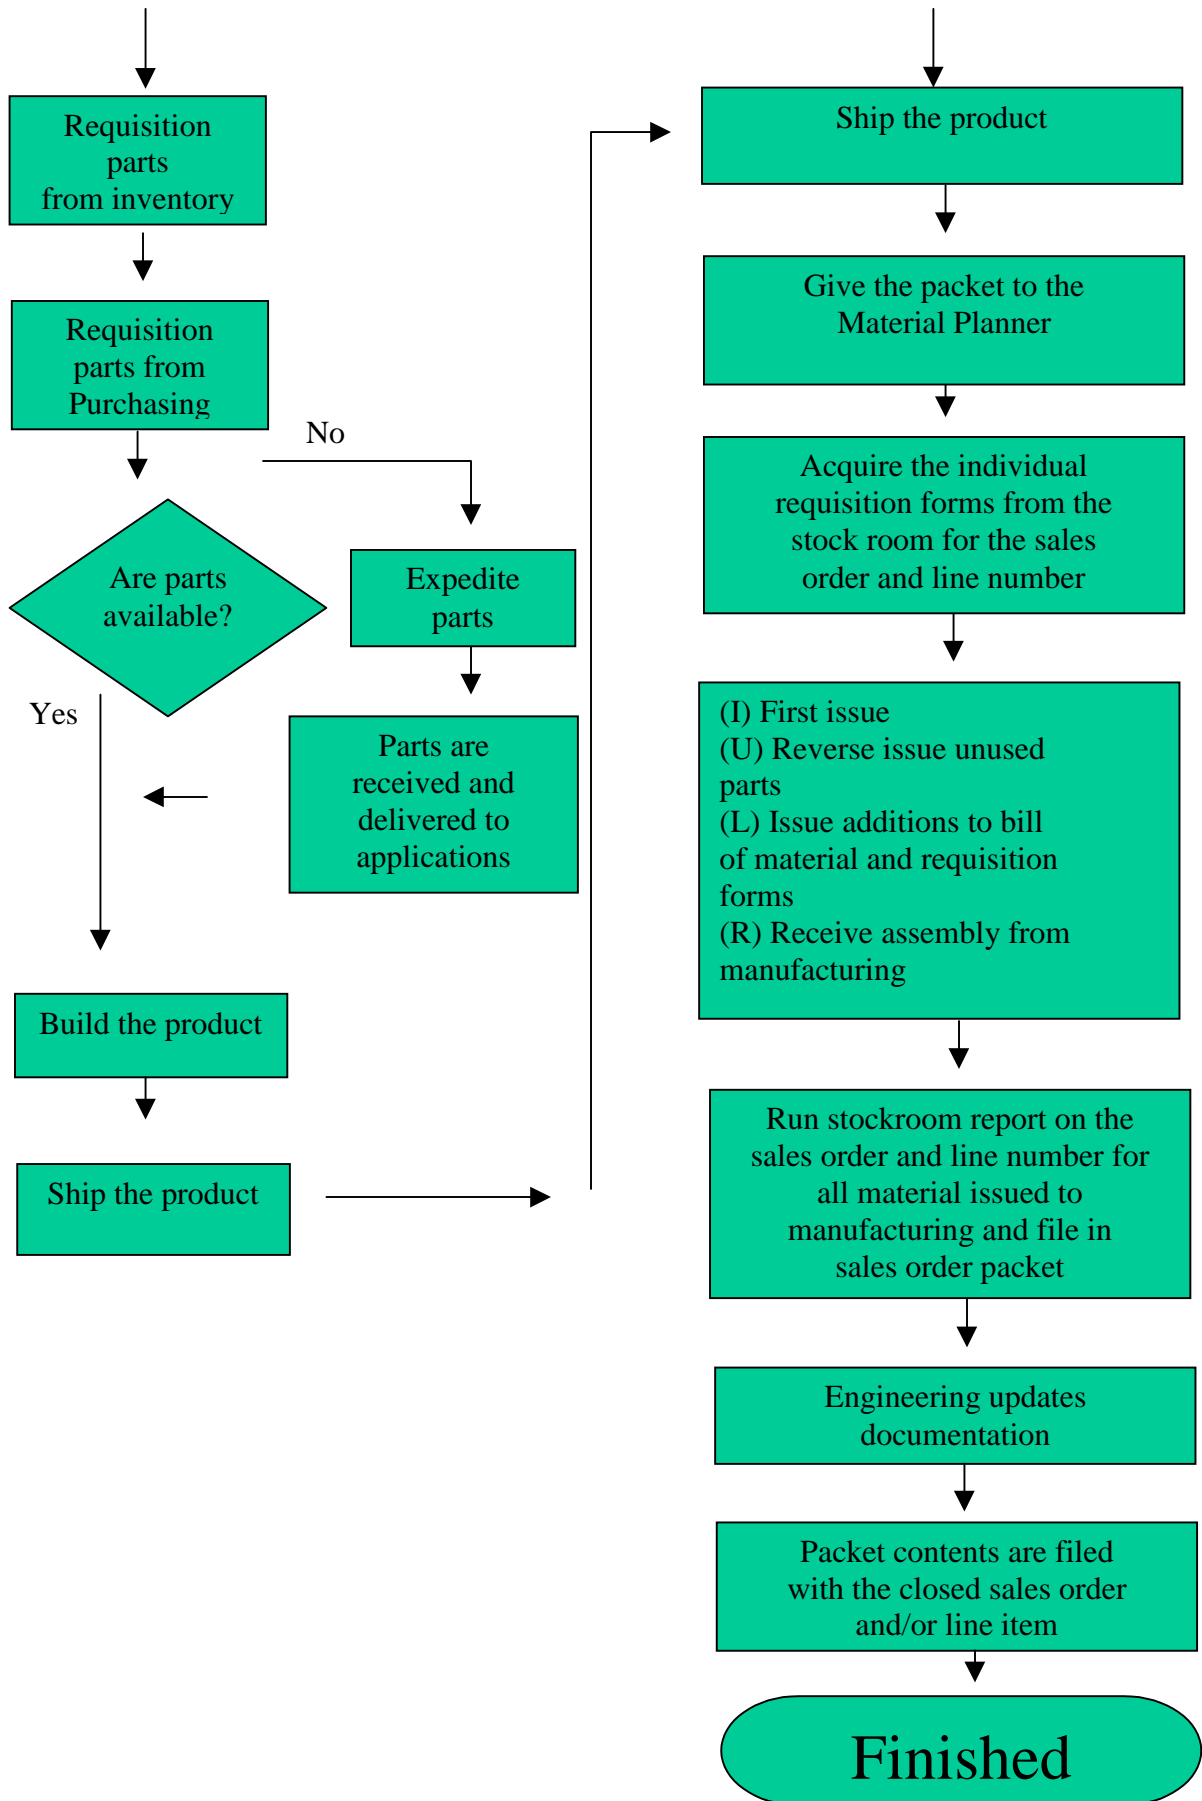 Requisition
parts
from inventory
Requisition
parts from
Purchasing
No
Are parts
available?
Expedite
parts
Yes
Parts are
received and
delivered to
applications
Build the product
Ship the product
Ship the product
Give the packet to the
Material Planner
Acquire the individual
requisition forms from the
stock room for the sales
order and line number
(I) First issue
(U) Reverse issue unused
parts
(L) Issue additions to bill
of material and requisition
forms
(R) Receive assembly from
manufacturing
Run stockroom report on the
sales order and line number for
all material issued to
manufacturing and file in
sales order packet
Engineering updates
documentation
Packet contents are filed
with the closed sales order
and/or line item
Finished